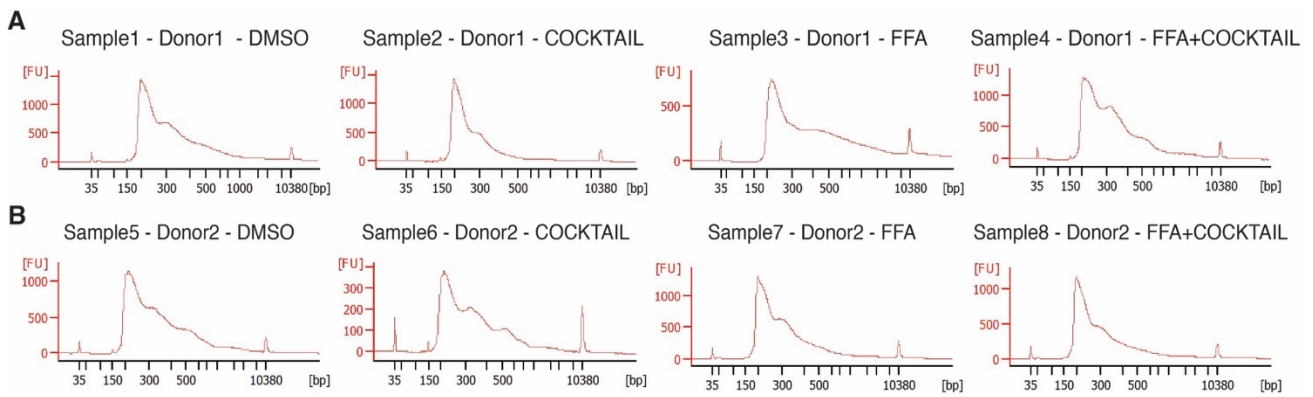 A
Sample1 - Donor1 - DMSO
Sample2 - Donor1 - COCKTAIL
Sample3 - Donor1 - FFA
Sample4 - Donor1 - FFA+COCKTAIL
[FU]
1000
500
0
35 150 300 500 1000 10380 [bp]
[FU]
1500
1000
500
0
35 150 300 500 10380 [bp]
[FU]
500
0
35 150 300 500 10380 [bp]
[FU]
1000
500
0
35 150 300 500 10380 [bp]
B
Sample5 - Donor2 - DMSO
Sample6 - Donor2 - COCKTAIL
Sample7 - Donor2 - FFA
Sample8 - Donor2 - FFA+COCKTAIL
[FU]
1000
500
0
35 150 300 500 10380 [bp]
[FU]
300
200
100
0
35 150 300 500 10380 [bp]
[FU]
1000
500
0
35 150 300 500 10380 [bp]
[FU]
1000
500
0
35 150 300 500 10380 [bp]